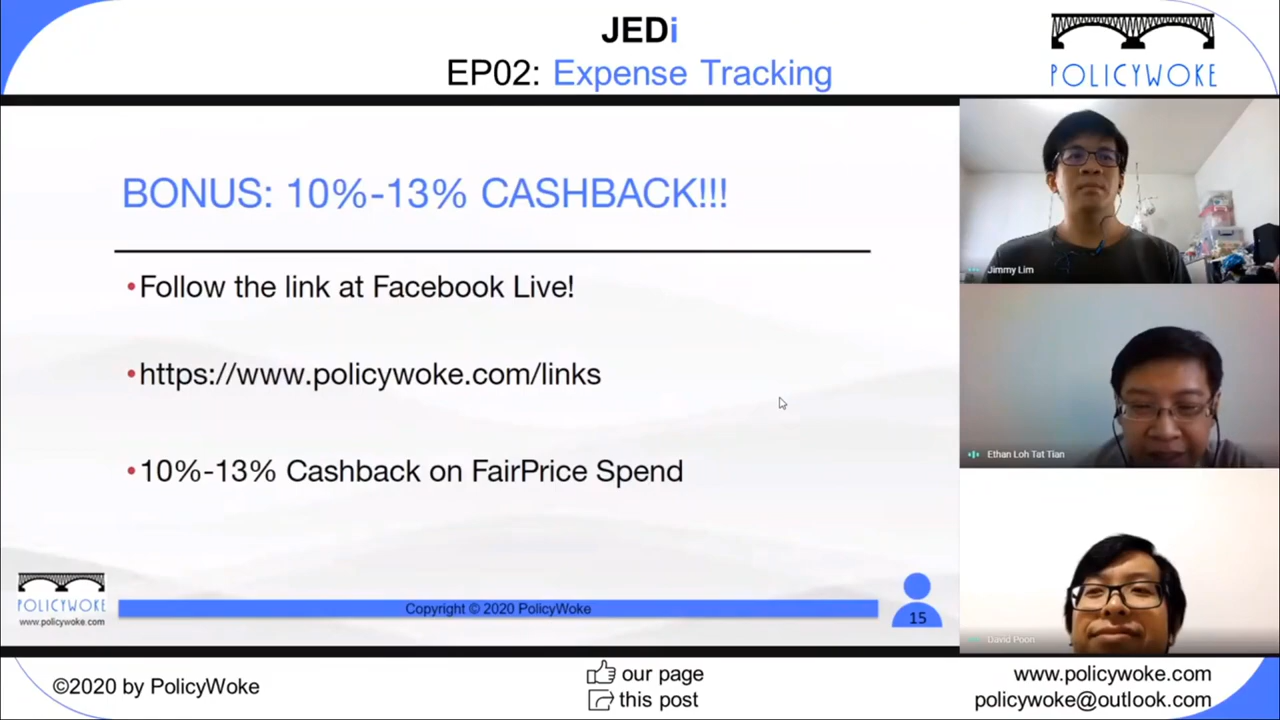 JEDi
EP02: Expense Tracking
POLICYWOKE
BONUS: 10%-13% CASHBACK!!!
•Follow the link at Facebook Live!
•https://www.policywoke.com/links
•10%-13% Cashback on FairPrice Spend
Jimmy Lim
Ethan Loh Tat Tian
David Poon
POLICYWOKE
www.policywoke.com
Copyright © 2020 PolicyWoke
15
©2020 by PolicyWoke
our page
this post
www.policywoke.com
policywoke@outlook.com